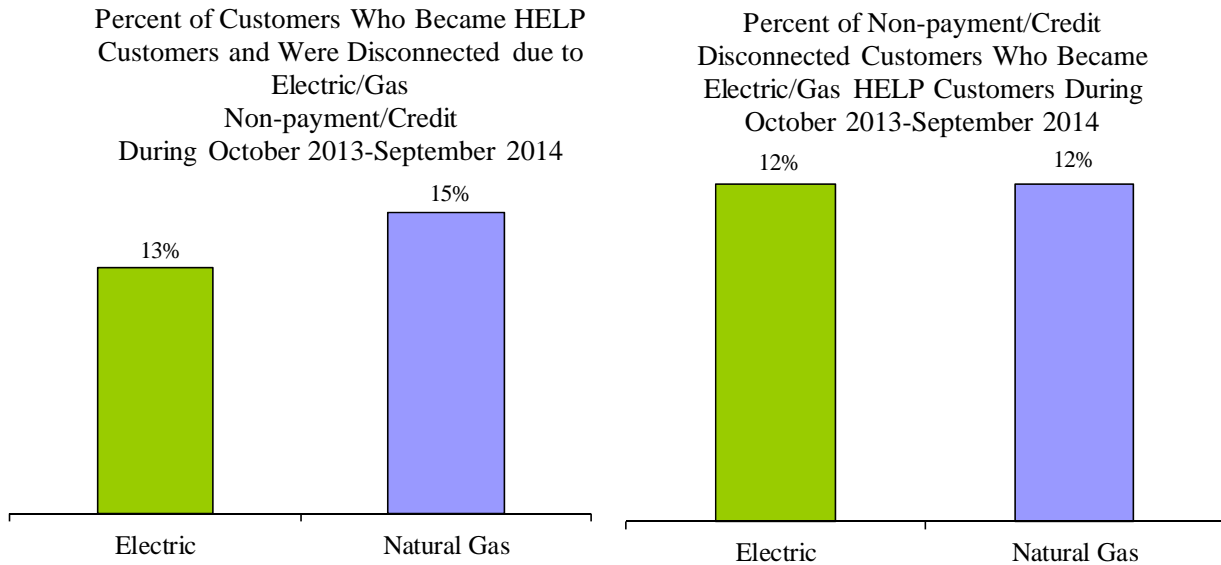 Percent of Customers Who Became HELP
Customers and Were Disconnected due to
Electric/Gas
Non-payment/Credit
During October 2013-September 2014
13%
15%
Electric
Natural Gas
Percent of Non-payment/Credit
Disconnected Customers Who Became
Electric/Gas HELP Customers During
October 2013-September 2014
12%
12%
Electric
Natural Gas